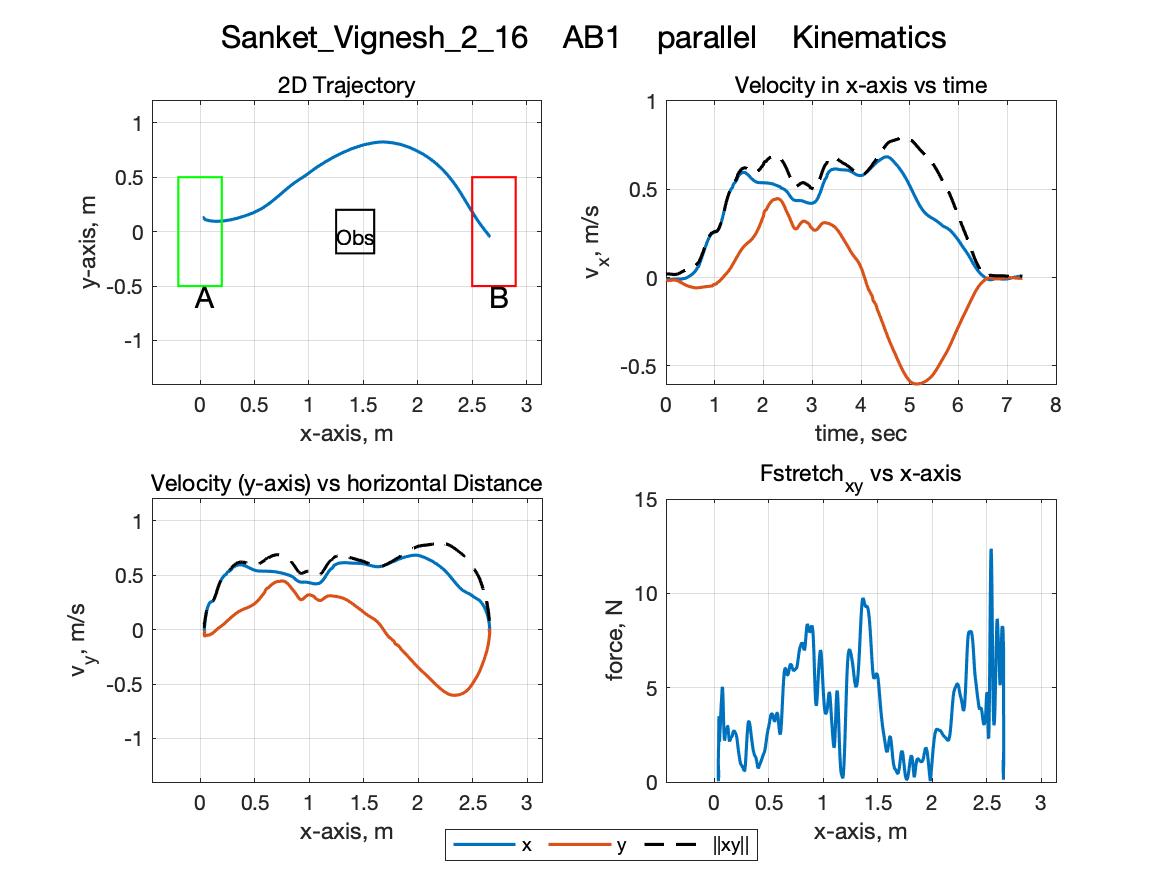 Sanket_Vignesh_2_16 AB1 parallel Kinematics
2D Trajectory
1
0.5
0
-0.5
-1
y-axis, m
Obs
A
B
0 0.5 1 1.5 2 2.5 3
x-axis, m
Velocity in x-axis vs time
1
0.5
0
-0.5
v_x, m/s
0 1 2 3 4 5 6 7 8
time, sec
Velocity (y-axis) vs horizontal Distance
1
0.5
0
-0.5
-1
v_y, m/s
0 0.5 1 1.5 2 2.5 3
x-axis, m
Fstretch_xy vs x-axis
15
10
5
0
force, N
0 0.5 1 1.5 2 2.5 3
x-axis, m
x y ||xy||